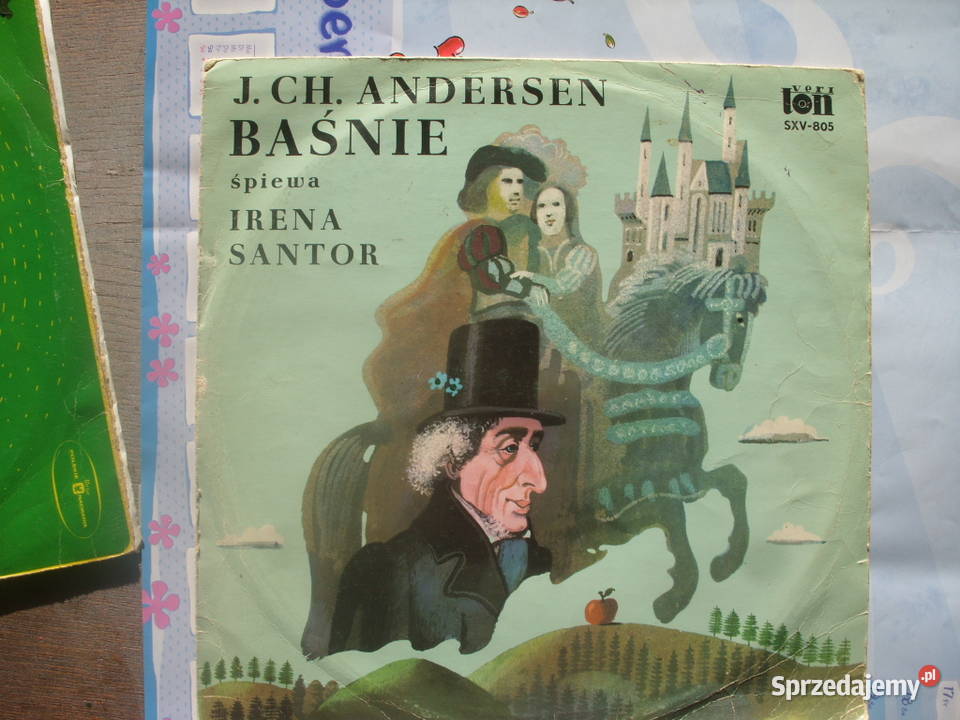 J. CH. ANDERSEN
BAŚNIE
śpiewa
IRENA
SANTOR
veri
ton
SXV-805
Sprzedajemy.pl